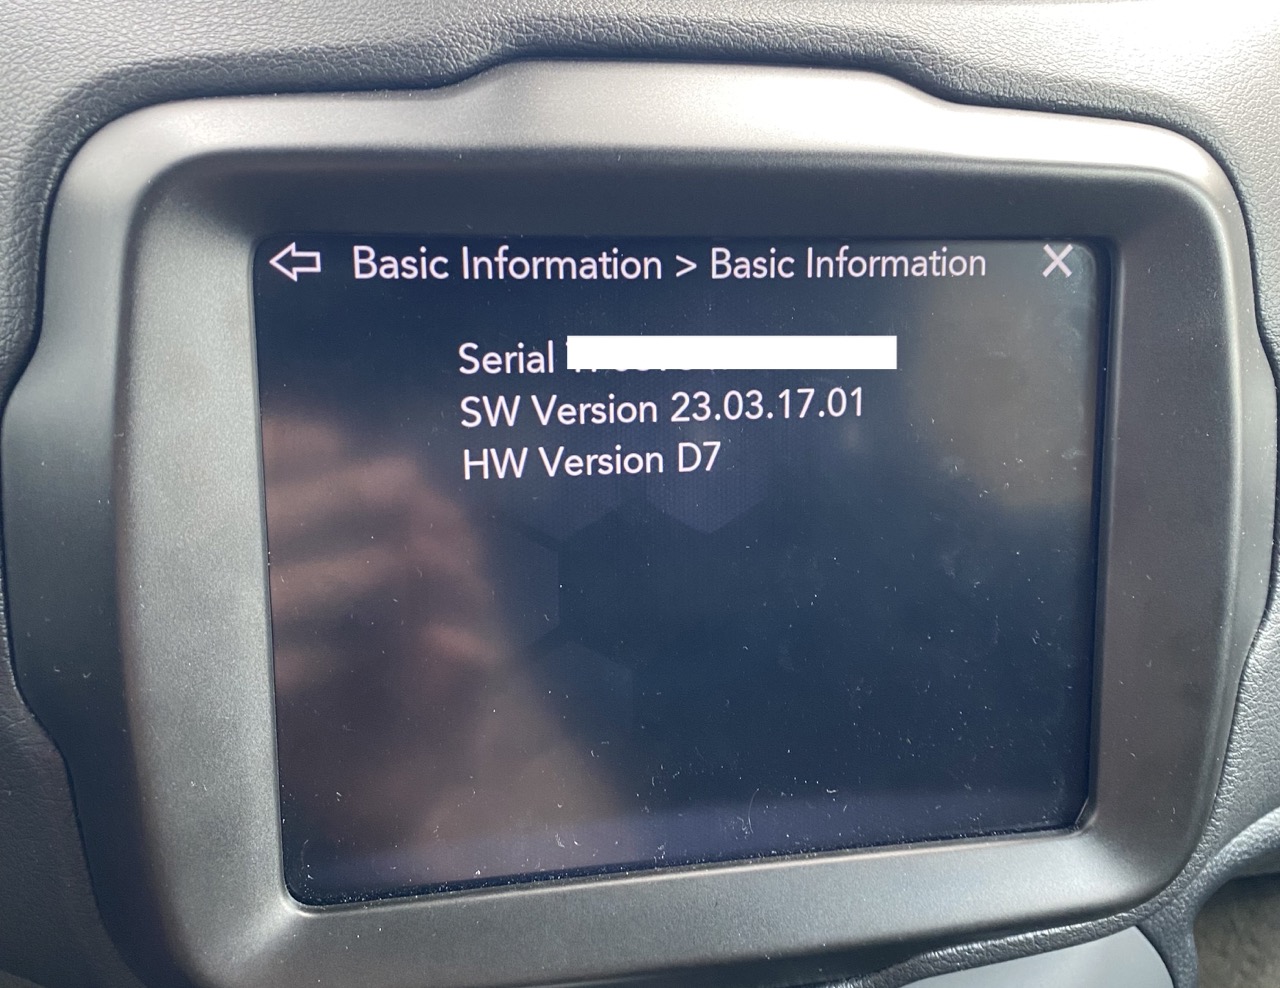 Basic Information > Basic Information
Serial
SW Version 23.03.17.01
HW Version D7